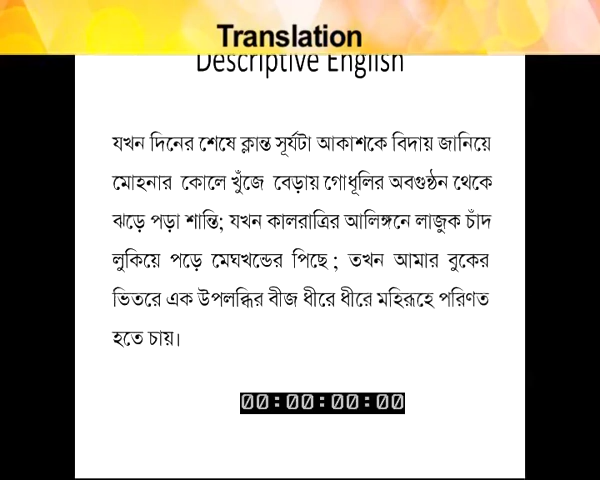 Translation
Descriptive English
যখন দিনের শেষে ক্লান্ত সূর্যটা আকাশকে বিদায় জানিয়ে
মোহনার কোলে খুঁজে বেড়ায় গোধূলির অবগুণ্ঠন থেকে
ঝড়ে পড়া শান্তি; যখন কালরাত্রির আলিঙ্গনে লাজুক চাঁদ
লুকিয়ে পড়ে মেঘখন্ডের পিছে ; তখন আমার বুকের
ভিতরে এক উপলব্ধির বীজ ধীরে ধীরে মহিরূহে পরিণত
হতে চায়।
00:00:00:00